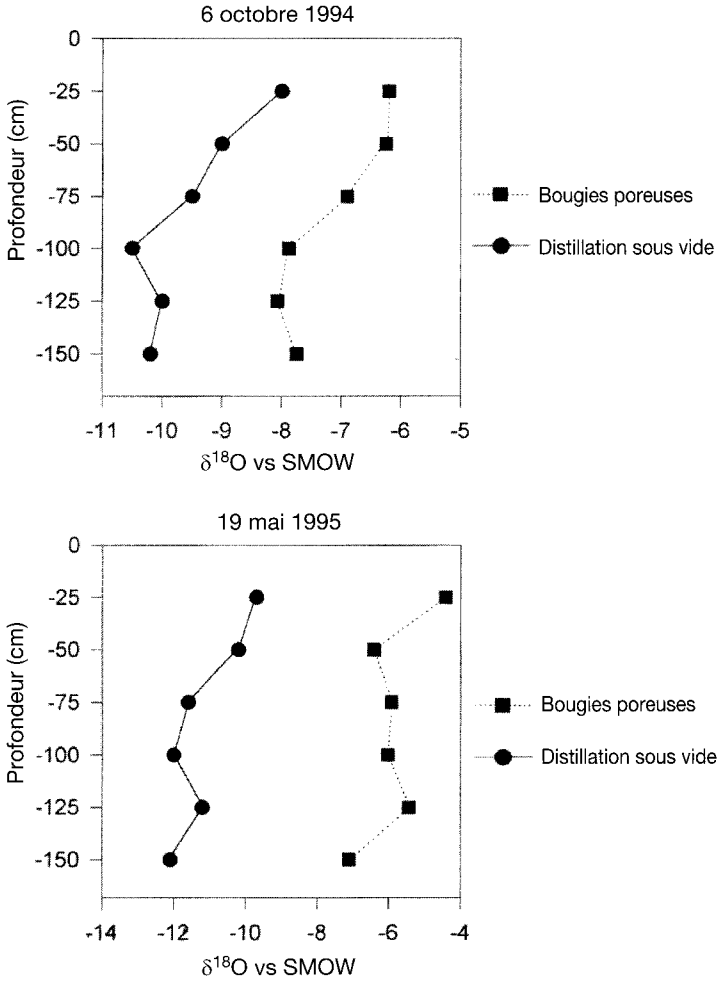 6 octobre 1994
0
-25
-50
-75
-100
-125
-150
Profondeur (cm)
-11 -10 -9 -8 -7 -6 -5
δ18O vs SMOW
Bougies poreuses
Distillation sous vide
19 mai 1995
0
-25
-50
-75
-100
-125
-150
Profondeur (cm)
-14 -12 -10 -8 -6 -4
δ18O vs SMOW
Bougies poreuses
Distillation sous vide